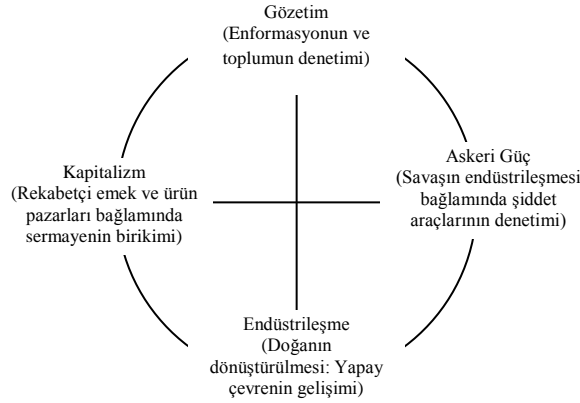 Gözetim
(Enformasyonun ve
toplumun denetimi)
Kapitalizm
(Rekabetçi emek ve ürün
pazarları bağlamında
sermayenin birikimi)
Askeri Güç
(Savaşın endüstrileşmesi
bağlamında şiddet
araçlarının denetimi)
Endüstrileşme
(Doğanın
dönüştürülmesi: Yapay
çevrenin gelişimi)